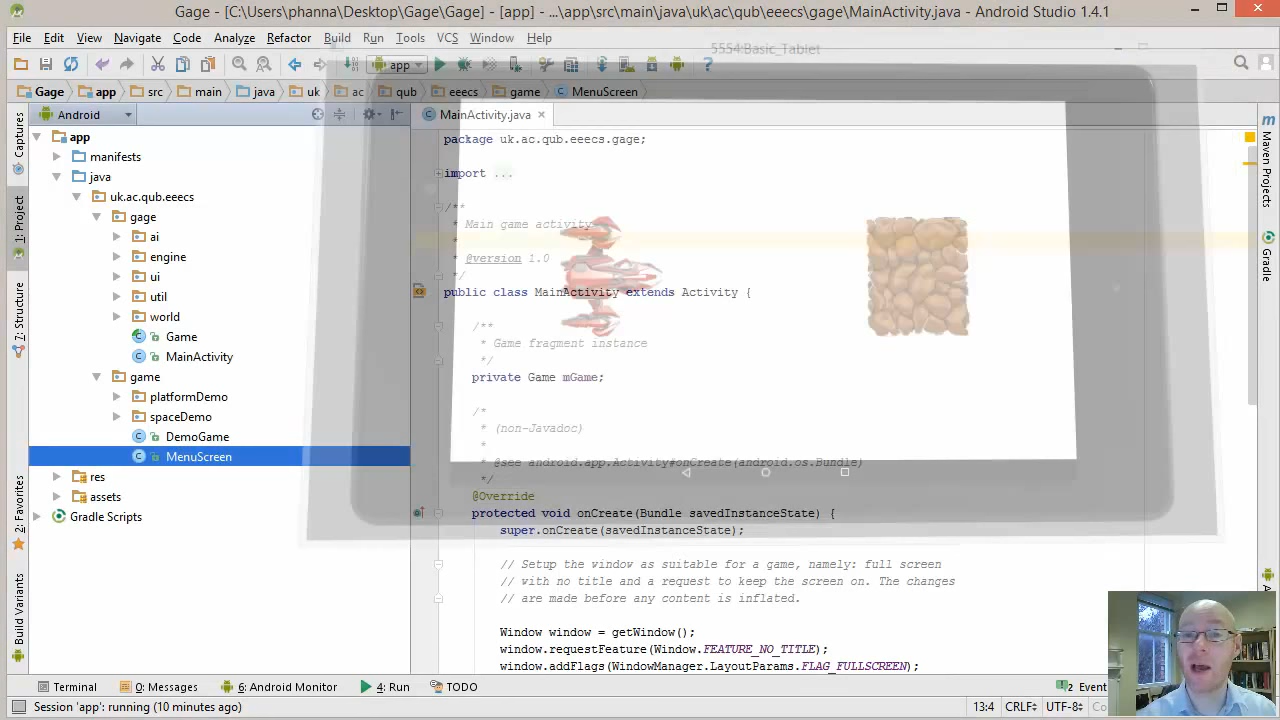 Gage - [C:\Users\phanna\Desktop\Gage\Gage] - [app] - ...\app\src\main\java\uk\ac\qub\eeecs\gage\MainActivity.java - Android Studio 1.4.1
File Edit View Navigate Code Analyze Refactor Build Run Tools VCS Window Help
5554:Basic_Tablet
app
Gage app src main java uk ac qub eeecs game MenuScreen
Android
MainActivity.java
Captures
1: Project
7: Structure
2: Favorites
Build Variants
Maven Projects
Gradle
app
manifests
java
uk.ac.qub.eeecs
gage
ai
engine
ui
util
world
Game
MainActivity
game
platformDemo
spaceDemo
DemoGame
MenuScreen
res
assets
Gradle Scripts
package uk.ac.qub.eeecs.gage;
import ...
/**
* Main game activity
*
* @version 1.0
*/
public class MainActivity extends Activity {
/**
* Game fragment instance
*/
private Game mGame;
/*
* (non-Javadoc)
*
* @see android.app.Activity#onCreate(android.os.Bundle)
*/
@Override
protected void onCreate(Bundle savedInstanceState) {
super.onCreate(savedInstanceState);
// Setup the window as suitable for a game, namely: full screen
// with no title and a request to keep the screen on. The changes
// are made before any content is inflated.
Window window = getWindow();
window.requestFeature(Window.FEATURE_NO_TITLE);
window.addFlags(WindowManager.LayoutParams.FLAG_FULLSCREEN);
Terminal 0: Messages 6: Android Monitor 4: Run TODO 2 Event
Session 'app': running (10 minutes ago) 13:4 CRLF UTF-8